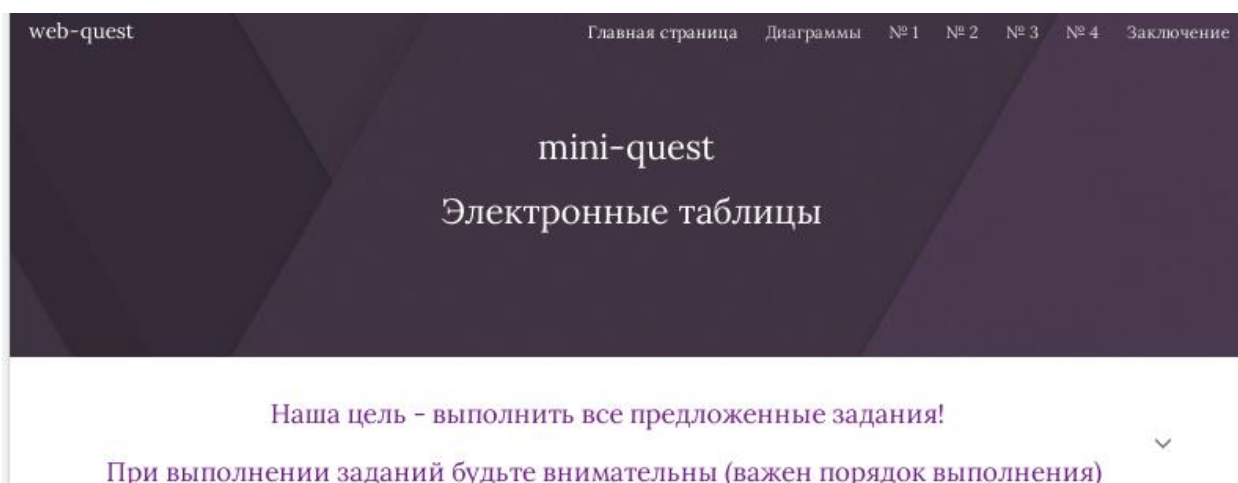 web-quest
Главная страница Диаграммы № 1 № 2 № 3 № 4 Заключение
mini-quest
Электронные таблицы
Наша цель - выполнить все предложенные задания!
При выполнении заданий будьте внимательны (важен порядок выполнения)